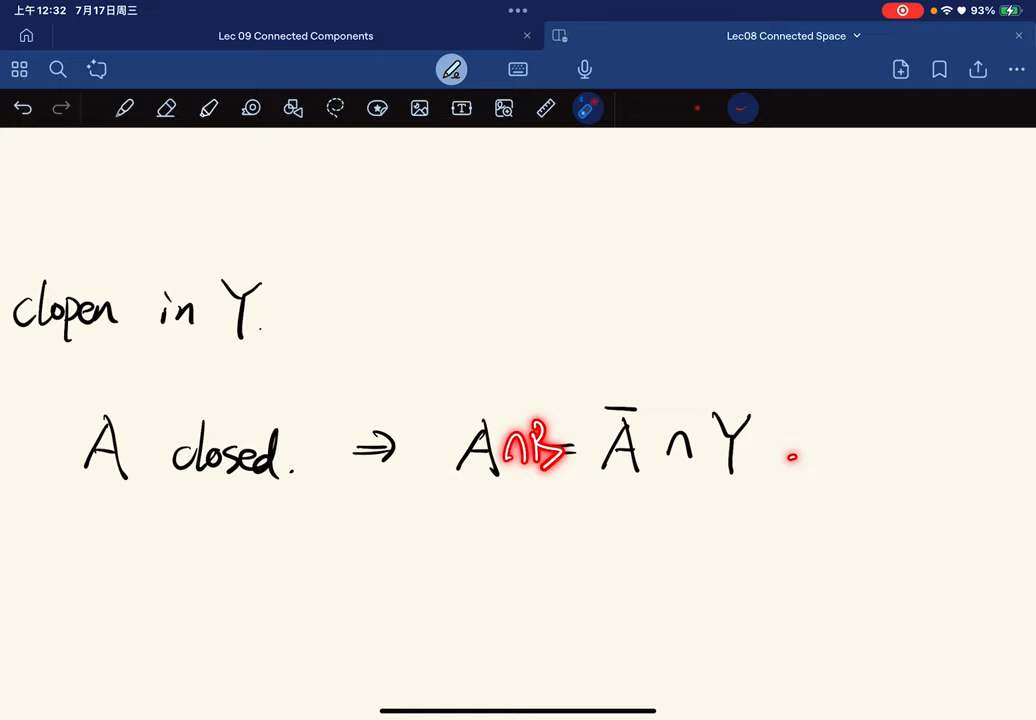 上午12:32 7月17日周三
93%
Lec 09 Connected Components
Lec08 Connected Space
clopen in Y.
A closed. ⇒ A ∩B = Ā ∩ Y